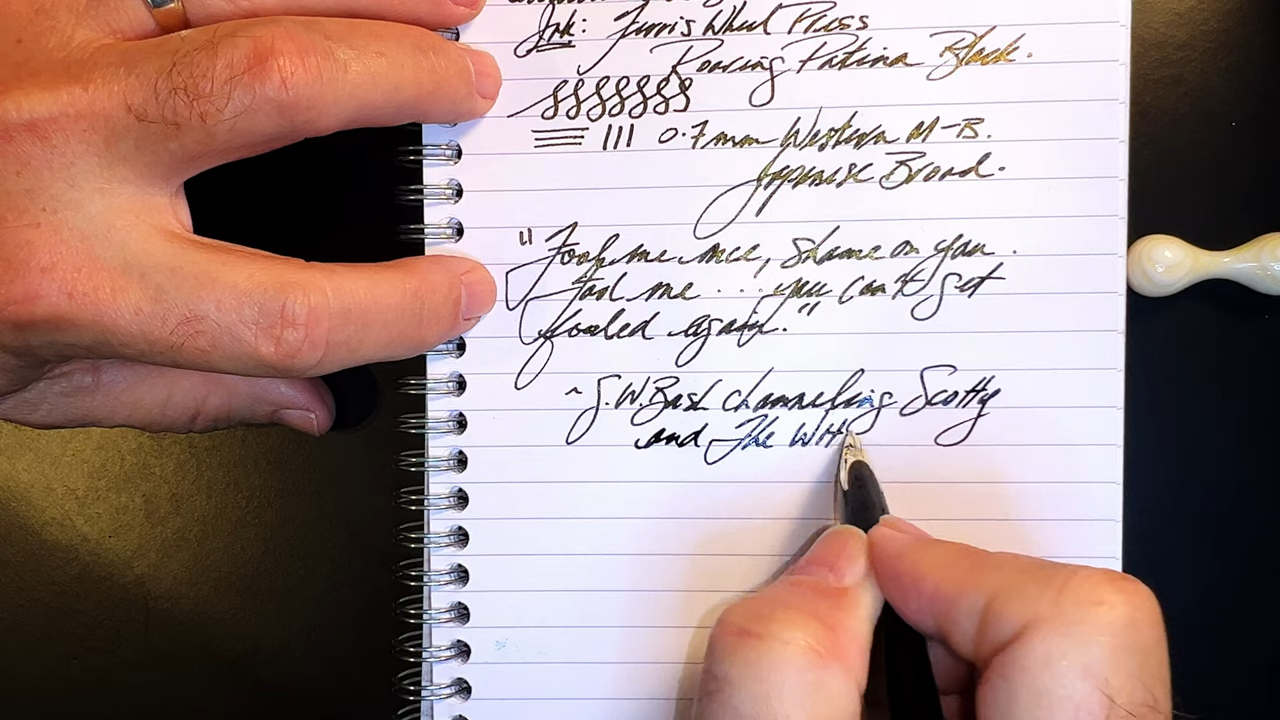 Ink: Ferris Wheel Press
Roaring Patina Black.
0.7mm Western M-B.
Japanese Broad.
"Fool me once, shame on you.
Fool me... you can't get
fooled again."
~G.W.Bush channeling Scotty
and The WH